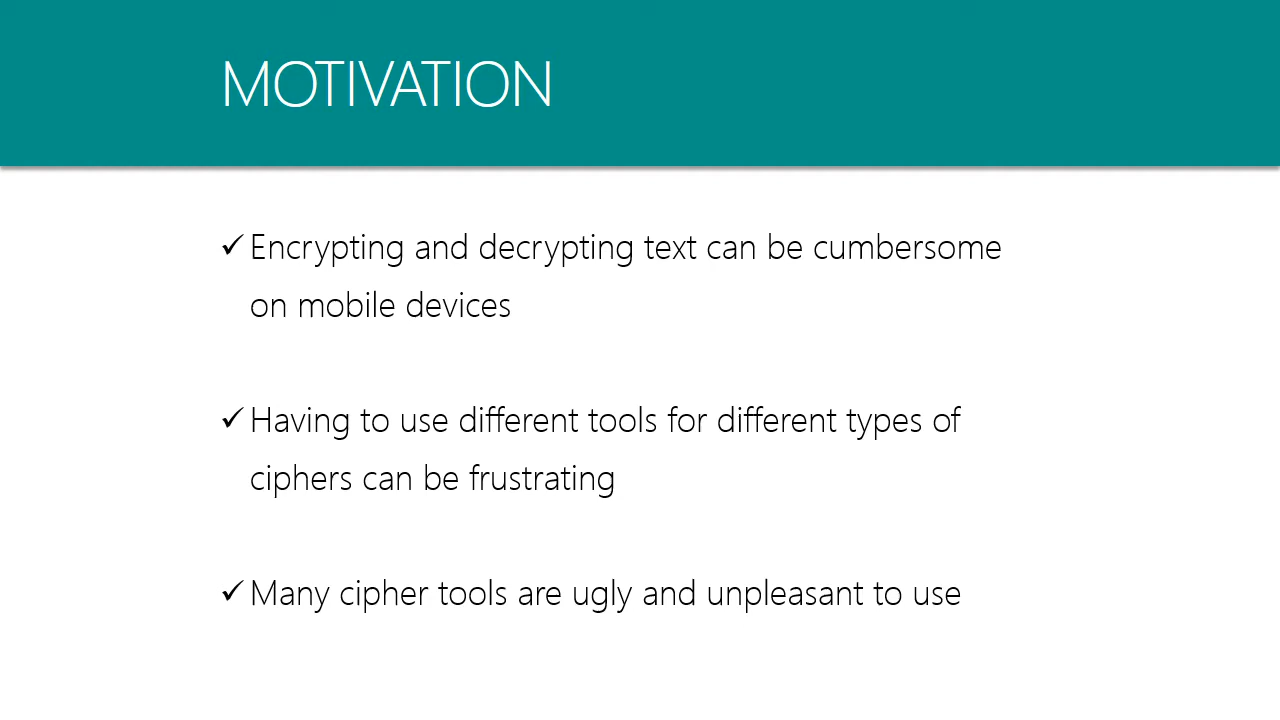 MOTIVATION
✓Encrypting and decrypting text can be cumbersome
on mobile devices
✓Having to use different tools for different types of
ciphers can be frustrating
✓Many cipher tools are ugly and unpleasant to use